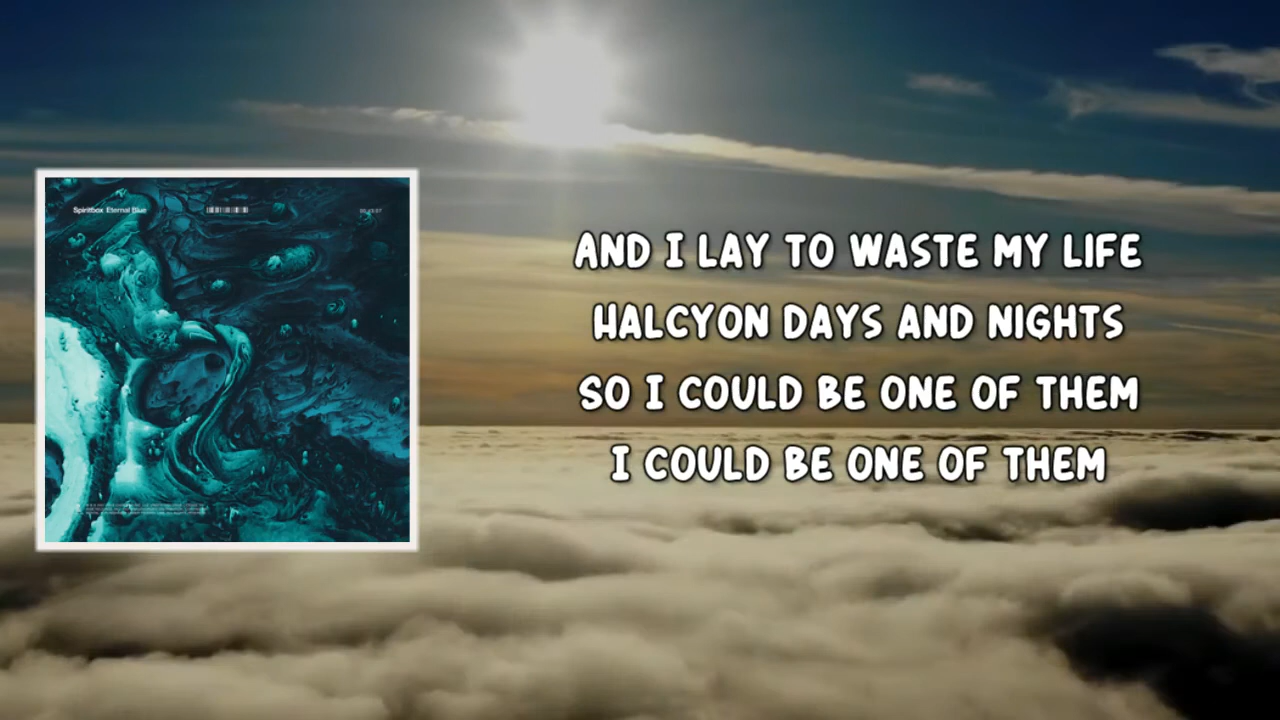 Spiritbox Eternal Blue
AND I LAY TO WASTE MY LIFE
HALCYON DAYS AND NIGHTS
SO I COULD BE ONE OF THEM
I COULD BE ONE OF THEM